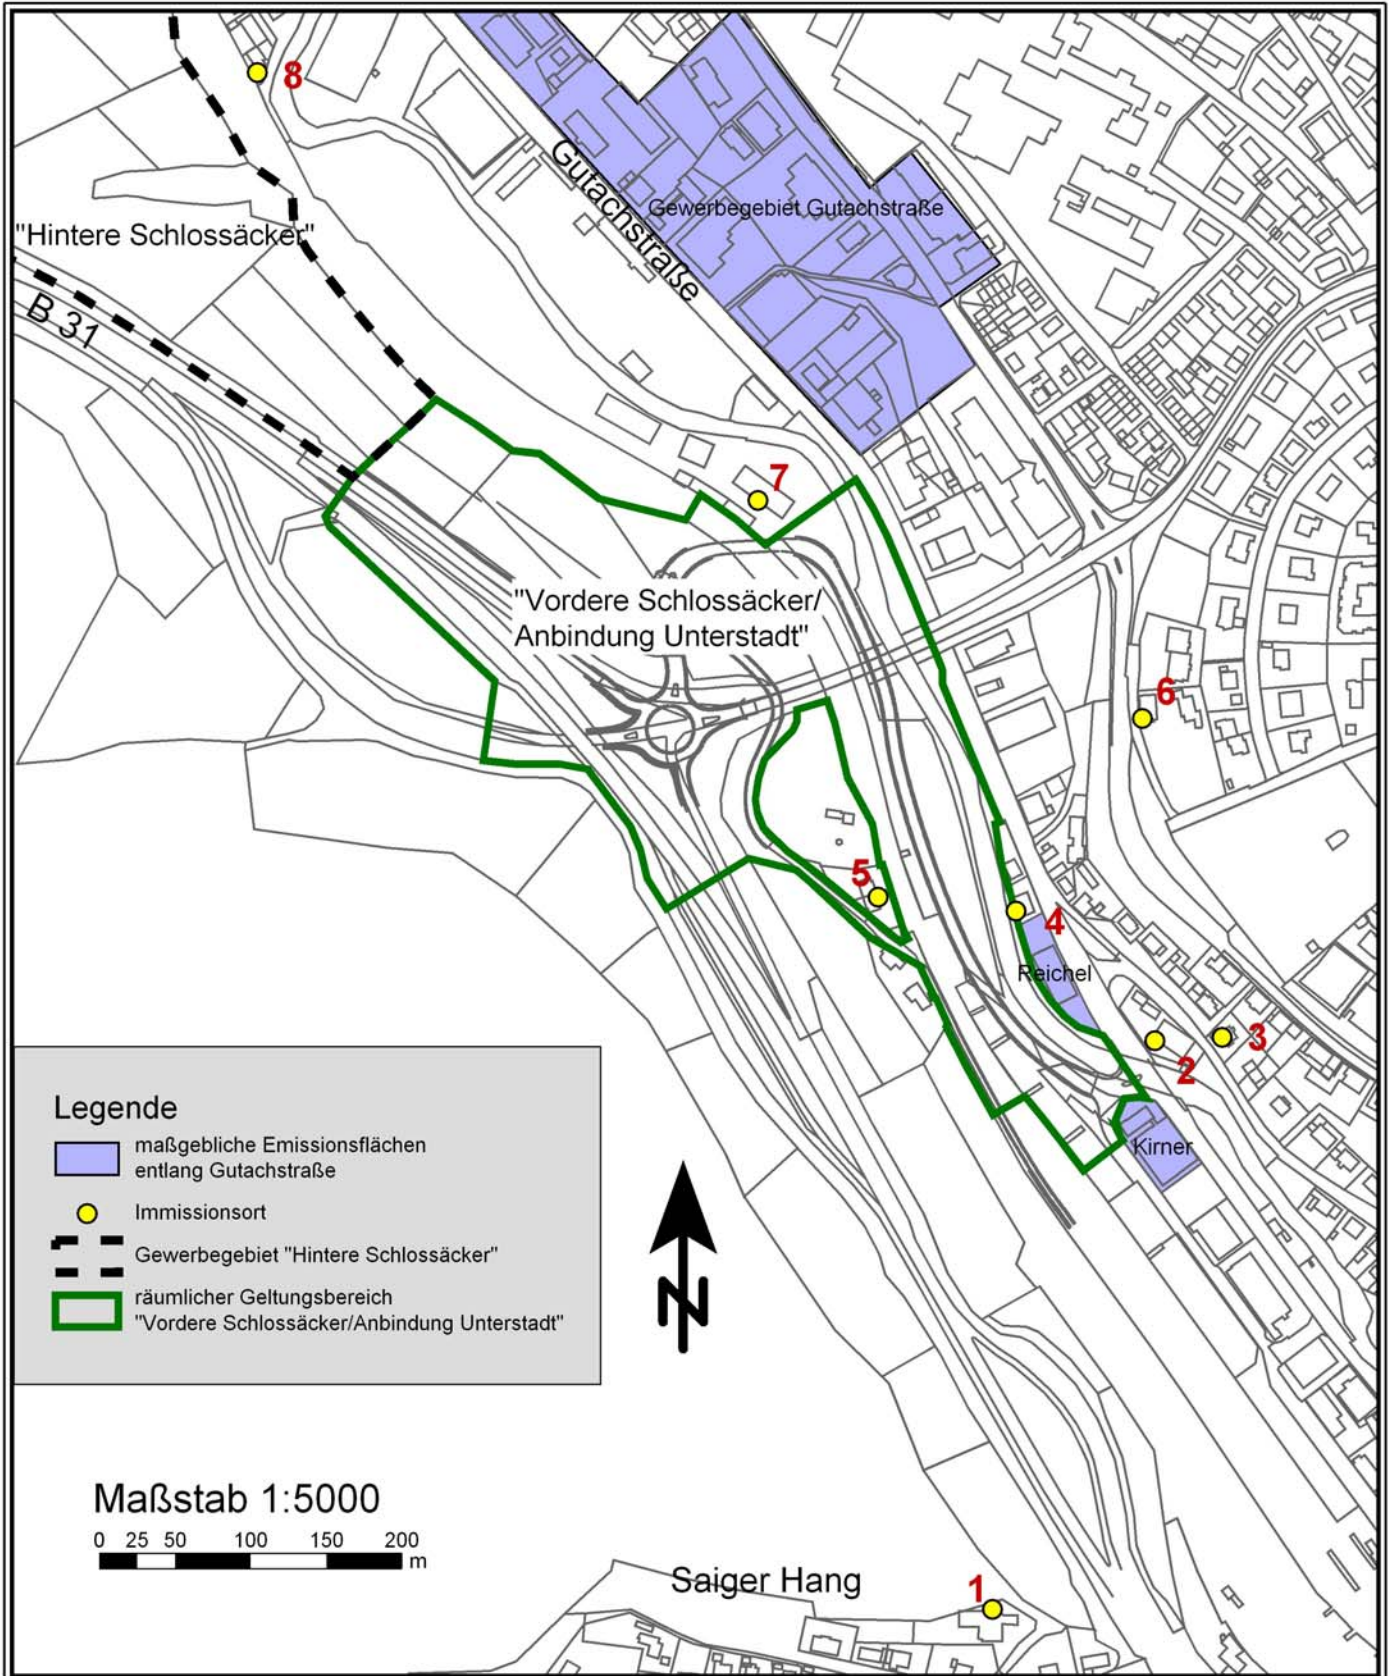 8
Gutachstraße
Gewerbegebiet Gutachstraße
"Hintere Schlossäcker"
B 31
7
"Vordere Schlossäcker/
Anbindung Unterstadt"
6
5
4
Reichel
3
2
Kirner
Legende
maßgebliche Emissionsflächen
entlang Gutachstraße
Immissionsort
Gewerbegebiet "Hintere Schlossäcker"
räumlicher Geltungsbereich
"Vordere Schlossäcker/Anbindung Unterstadt"
N
Maßstab 1:5000
0 25 50 100 150 200
m
Saiger Hang
1